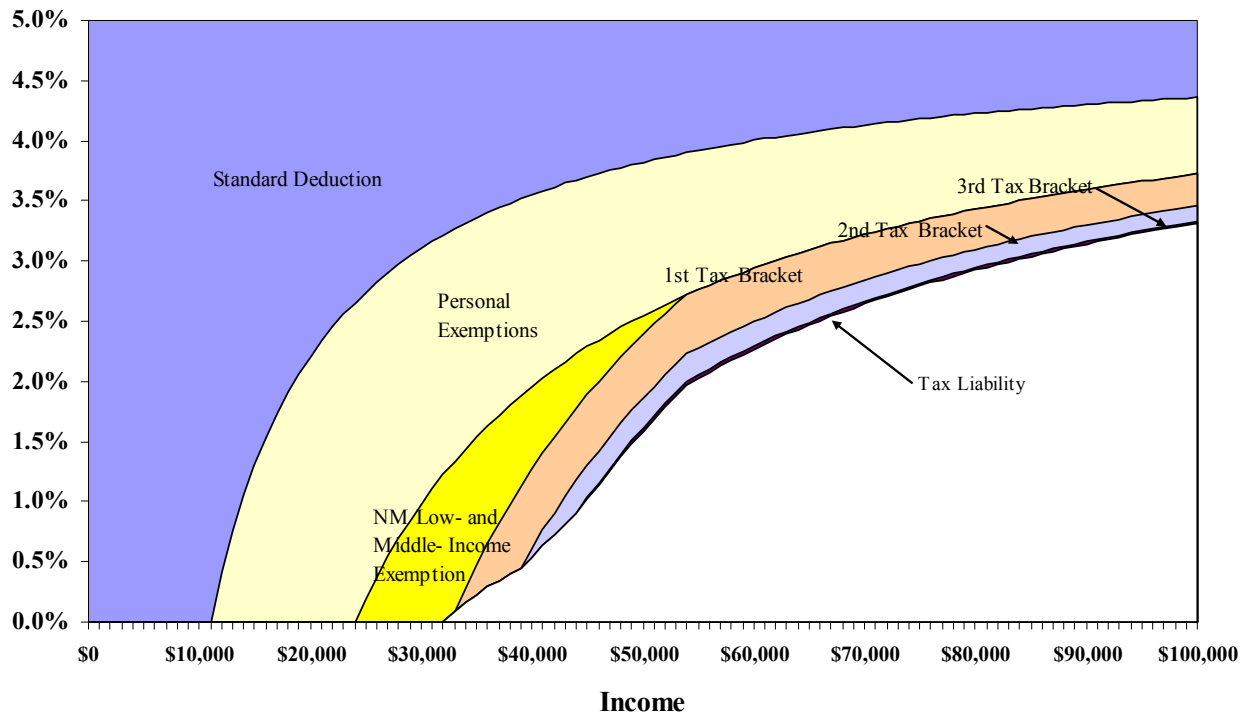 5.0%
4.5%
4.0%
3.5%
3.0%
2.5%
2.0%
1.5%
1.0%
0.5%
0.0%
Standard Deduction
3rd Tax Bracket
2nd Tax Bracket
1st Tax Bracket
Personal
Exemptions
Tax Liability
NM Low- and
Middle- Income
Exemption
$0 $10,000 $20,000 $30,000 $40,000 $50,000 $60,000 $70,000 $80,000 $90,000 $100,000
Income